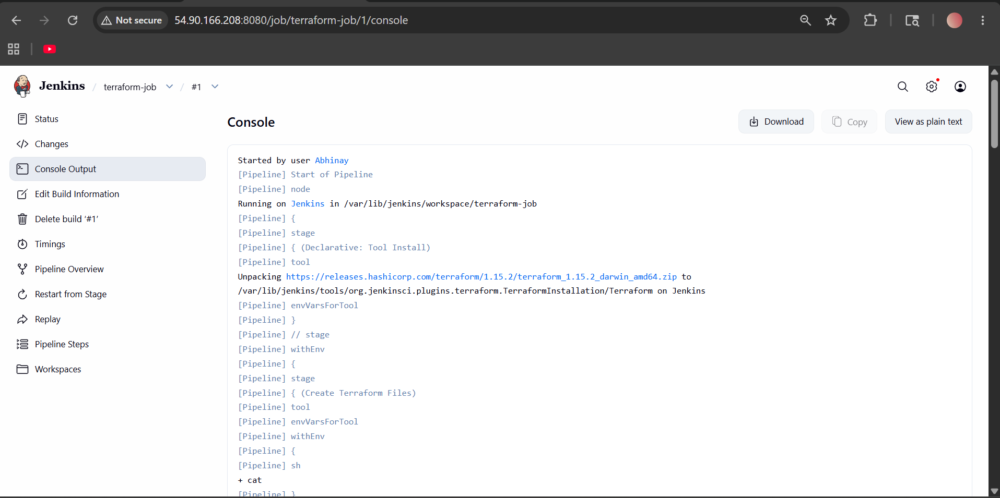 Not secure
54.90.166.208:8080/job/terraform-job/1/console
Jenkins / terraform-job / #1
Status
Changes
Console Output
Edit Build Information
Delete build ‘#1’
Timings
Pipeline Overview
Restart from Stage
Replay
Pipeline Steps
Workspaces
Console
Download
Copy
View as plain text
Started by user Abhinay
[Pipeline] Start of Pipeline
[Pipeline] node
Running on Jenkins in /var/lib/jenkins/workspace/terraform-job
[Pipeline] {
[Pipeline] stage
[Pipeline] { (Declarative: Tool Install)
[Pipeline] tool
Unpacking https://releases.hashicorp.com/terraform/1.15.2/terraform_1.15.2_darwin_amd64.zip to
/var/lib/jenkins/tools/org.jenkinsci.plugins.terraform.TerraformInstallation/Terraform on Jenkins
[Pipeline] envVarsForTool
[Pipeline] }
[Pipeline] // stage
[Pipeline] withEnv
[Pipeline] {
[Pipeline] stage
[Pipeline] { (Create Terraform Files)
[Pipeline] tool
[Pipeline] envVarsForTool
[Pipeline] withEnv
[Pipeline] {
[Pipeline] sh
+ cat
[Pipeline] }